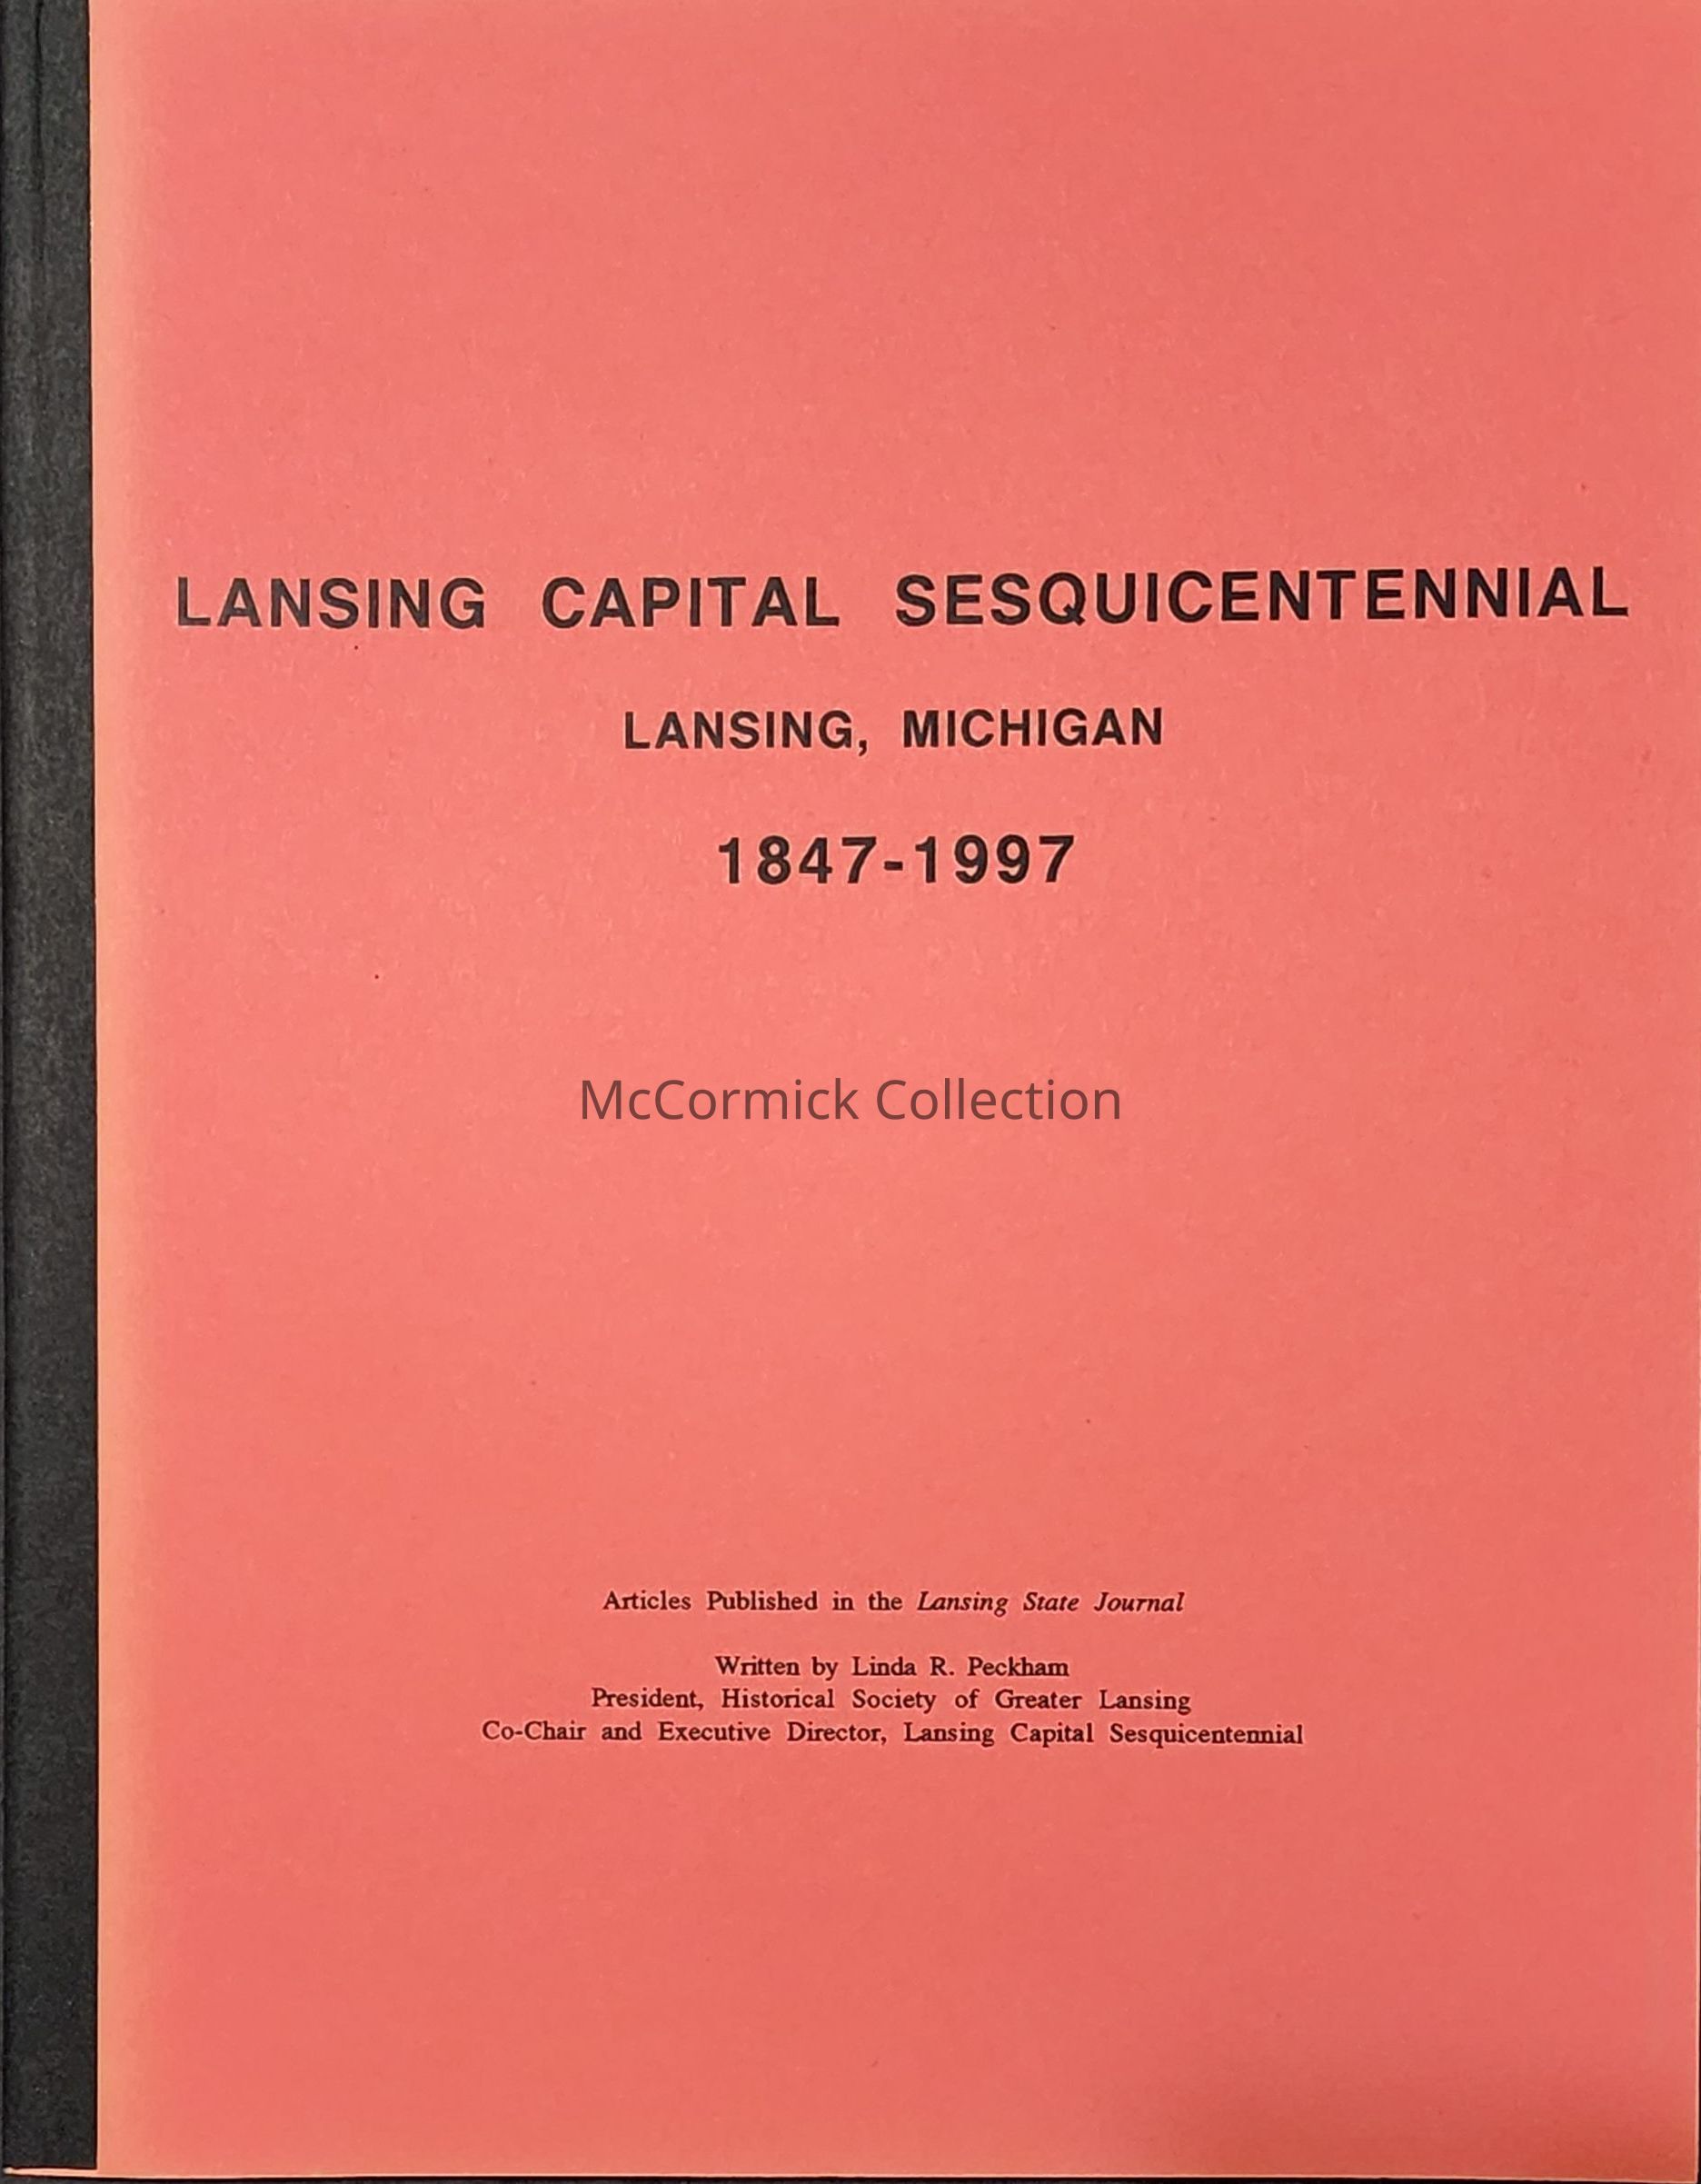 LANSING CAPITAL SESQUICENTENNIAL
LANSING, MICHIGAN
1847-1997
McCormick Collection
Articles Published in the Lansing State Journal
Written by Linda R. Peckham
President, Historical Society of Greater Lansing
Co-Chair and Executive Director, Lansing Capital Sesquicentennial